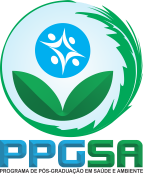 PPGSA
PROGRAMA DE PÓS-GRADUAÇÃO EM SAÚDE E AMBIENTE